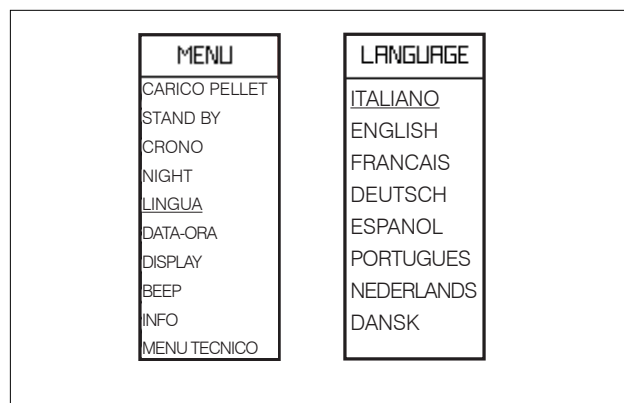 MENU
CARICO PELLET
STAND BY
CRONO
NIGHT
LINGUA
DATA-ORA
DISPLAY
BEEP
INFO
MENU TECNICO
LANGUAGE
ITALIANO
ENGLISH
FRANCAIS
DEUTSCH
ESPANOL
PORTUGUES
NEDERLANDS
DANSK